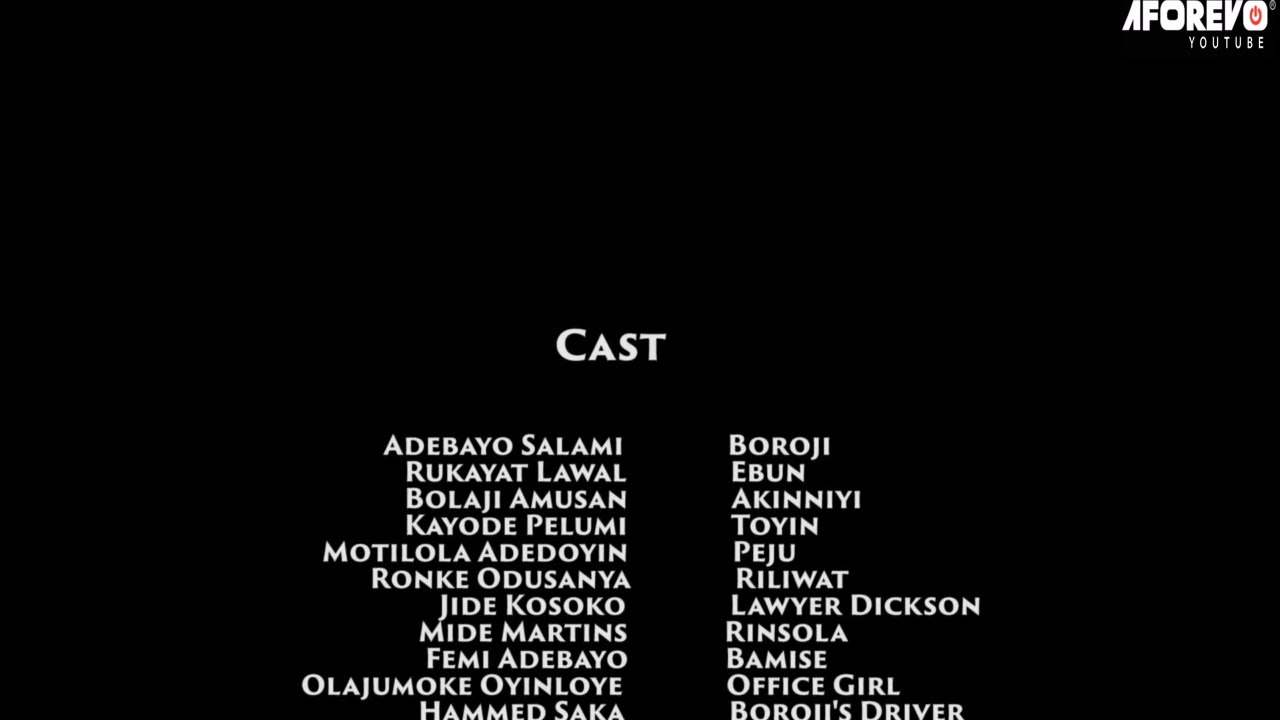 AFOREVO®
YOUTUBE
CAST
ADEBAYO SALAMI BOROJI
RUKAYAT LAWAL EBUN
BOLAJI AMUSAN AKINNIYI
KAYODE PELUMI TOYIN
MOTILOLA ADEDOYIN PEJU
RONKE ODUSANYA RILIWAT
JIDE KOSOKO LAWYER DICKSON
MIDE MARTINS RINSOLA
FEMI ADEBAYO BAMISE
OLAJUMOKE OYINLOYE OFFICE GIRL
HAMMED SAKA BOROJI'S DRIVER